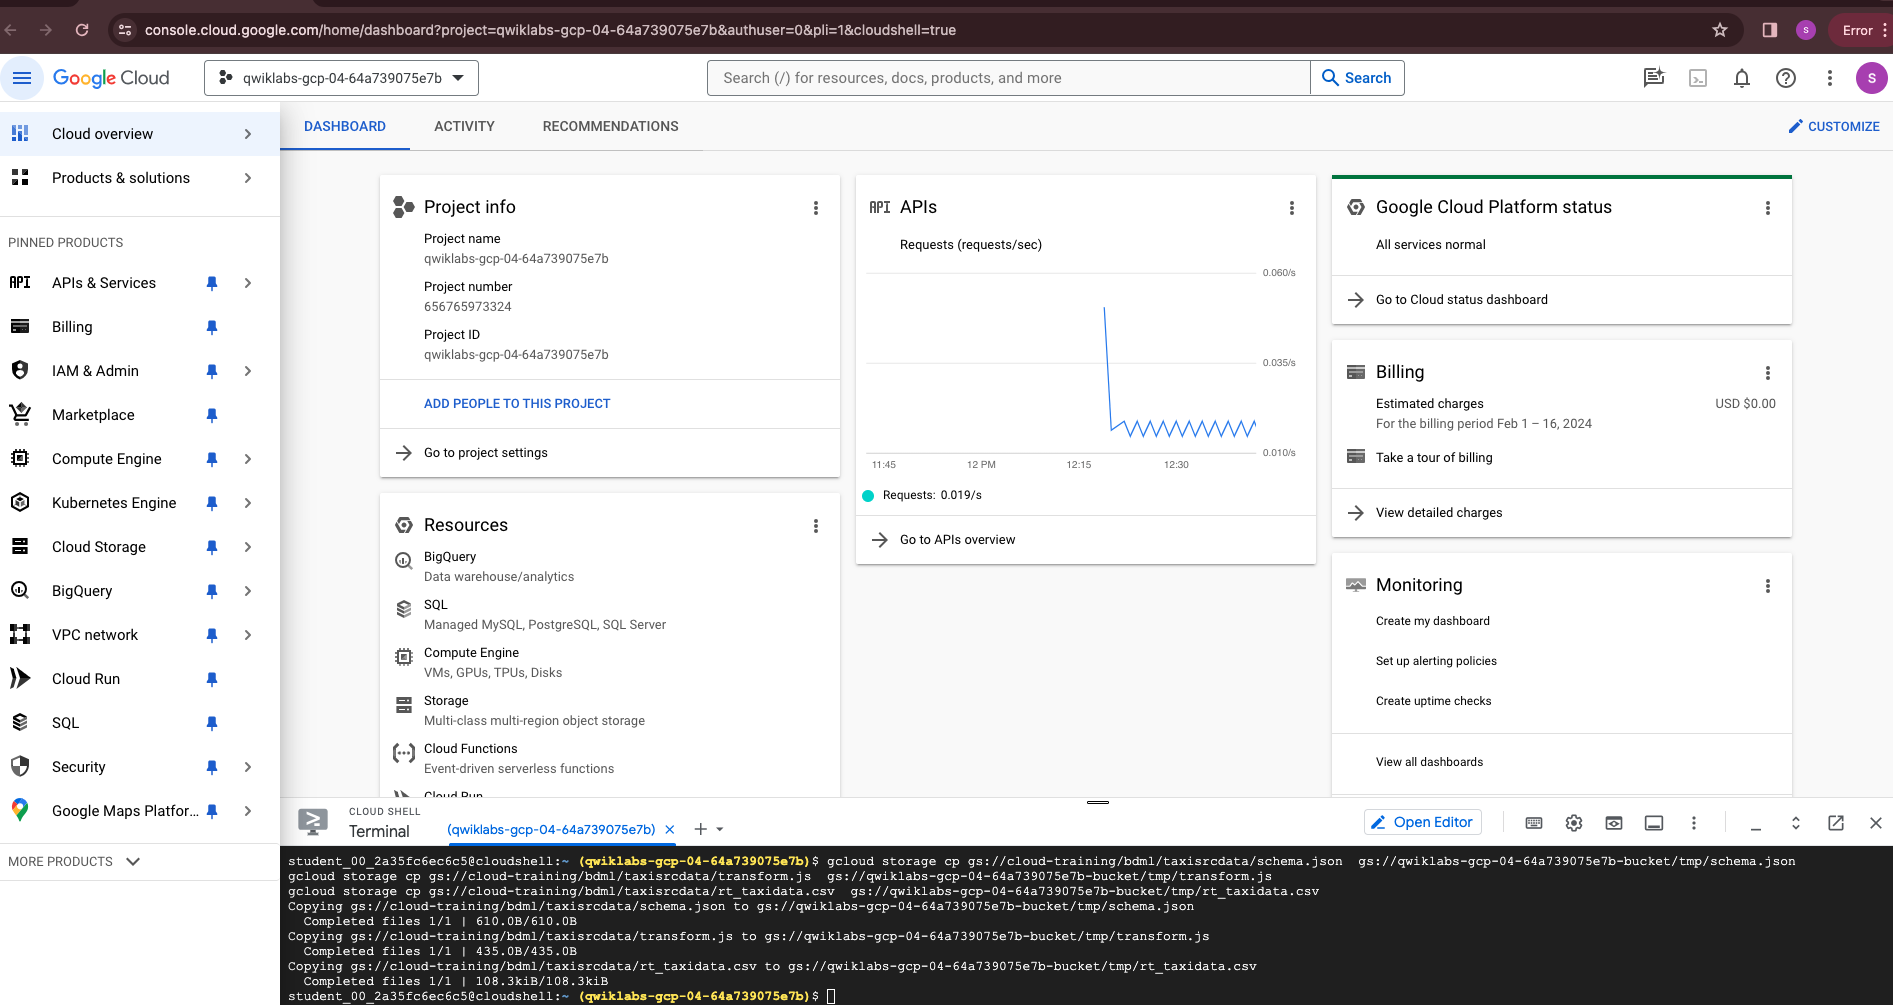 console.cloud.google.com/home/dashboard?project=qwiklabs-gcp-04-64a739075e7b&authuser=0&pli=1&cloudshell=true
S
Error
Google Cloud
qwiklabs-gcp-04-64a739075e7b
Search (/) for resources, docs, products, and more
Search
S
Cloud overview
Products & solutions
PINNED PRODUCTS
API APIs & Services
Billing
IAM & Admin
Marketplace
Compute Engine
Kubernetes Engine
Cloud Storage
BigQuery
VPC network
Cloud Run
SQL
Security
Google Maps Platfor...
MORE PRODUCTS
DASHBOARD
ACTIVITY
RECOMMENDATIONS
CUSTOMIZE
Project info
Project name
qwiklabs-gcp-04-64a739075e7b
Project number
656765973324
Project ID
qwiklabs-gcp-04-64a739075e7b
ADD PEOPLE TO THIS PROJECT
Go to project settings
Resources
BigQuery
Data warehouse/analytics
SQL
Managed MySQL, PostgreSQL, SQL Server
Compute Engine
VMs, GPUs, TPUs, Disks
Storage
Multi-class multi-region object storage
Cloud Functions
Event-driven serverless functions
Cloud Run
API APIs
Requests (requests/sec)
0.060/s
0.035/s
0.010/s
11:45
12 PM
12:15
12:30
Requests: 0.019/s
Go to APIs overview
Google Cloud Platform status
All services normal
Go to Cloud status dashboard
Billing
Estimated charges
USD $0.00
For the billing period Feb 1 – 16, 2024
Take a tour of billing
View detailed charges
Monitoring
Create my dashboard
Set up alerting policies
Create uptime checks
View all dashboards
CLOUD SHELL
Terminal
(qwiklabs-gcp-04-64a739075e7b)
Open Editor
student_00_2a35fc6ec6c5@cloudshell:~ (qwiklabs-gcp-04-64a739075e7b)$ gcloud storage cp gs://cloud-training/bdml/taxisrcdata/schema.json  gs://qwiklabs-gcp-04-64a739075e7b-bucket/tmp/schema.json
gcloud storage cp gs://cloud-training/bdml/taxisrcdata/transform.js  gs://qwiklabs-gcp-04-64a739075e7b-bucket/tmp/transform.js
gcloud storage cp gs://cloud-training/bdml/taxisrcdata/rt_taxidata.csv  gs://qwiklabs-gcp-04-64a739075e7b-bucket/tmp/rt_taxidata.csv
Copying gs://cloud-training/bdml/taxisrcdata/schema.json to gs://qwiklabs-gcp-04-64a739075e7b-bucket/tmp/schema.json
Completed files 1/1 | 610.0B/610.0B
Copying gs://cloud-training/bdml/taxisrcdata/transform.js to gs://qwiklabs-gcp-04-64a739075e7b-bucket/tmp/transform.js
Completed files 1/1 | 435.0B/435.0B
Copying gs://cloud-training/bdml/taxisrcdata/rt_taxidata.csv to gs://qwiklabs-gcp-04-64a739075e7b-bucket/tmp/rt_taxidata.csv
Completed files 1/1 | 108.3kiB/108.3kiB
student_00_2a35fc6ec6c5@cloudshell:~ (qwiklabs-gcp-04-64a739075e7b)$